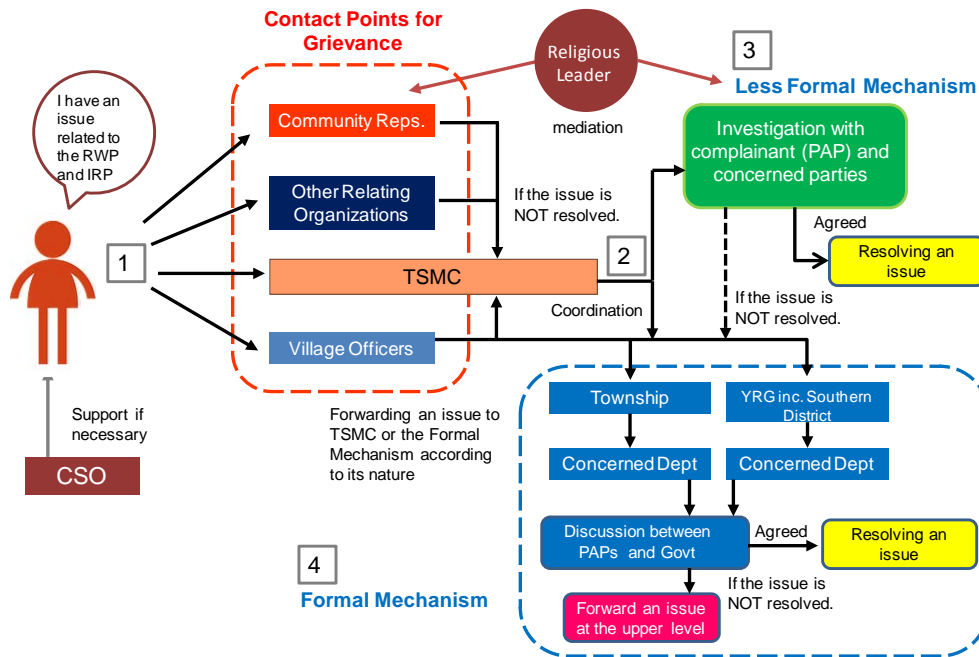 Contact Points for
Grievance
Religious
Leader
3
Less Formal Mechanism
I have an
issue
related to
the RWP
and IRP
Community Reps.
mediation
Investigation with
complainant (PAP) and
concerned parties
Other Relating
Organizations
If the issue is
NOT resolved.
Agreed
1
2
Resolving an
issue
TSMC
Coordination
If the issue is
NOT resolved.
Village Officers
Support if
necessary
CSO
Forwarding an issue to
TSMC or the Formal
Mechanism according
to its nature
Township
YRG inc. Southern
District
Concerned Dept
Concerned Dept
Discussion between
PAPs and Govt
Agreed
Resolving an
issue
4
Formal Mechanism
If the issue is
NOT resolved.
Forward an issue
at the upper level